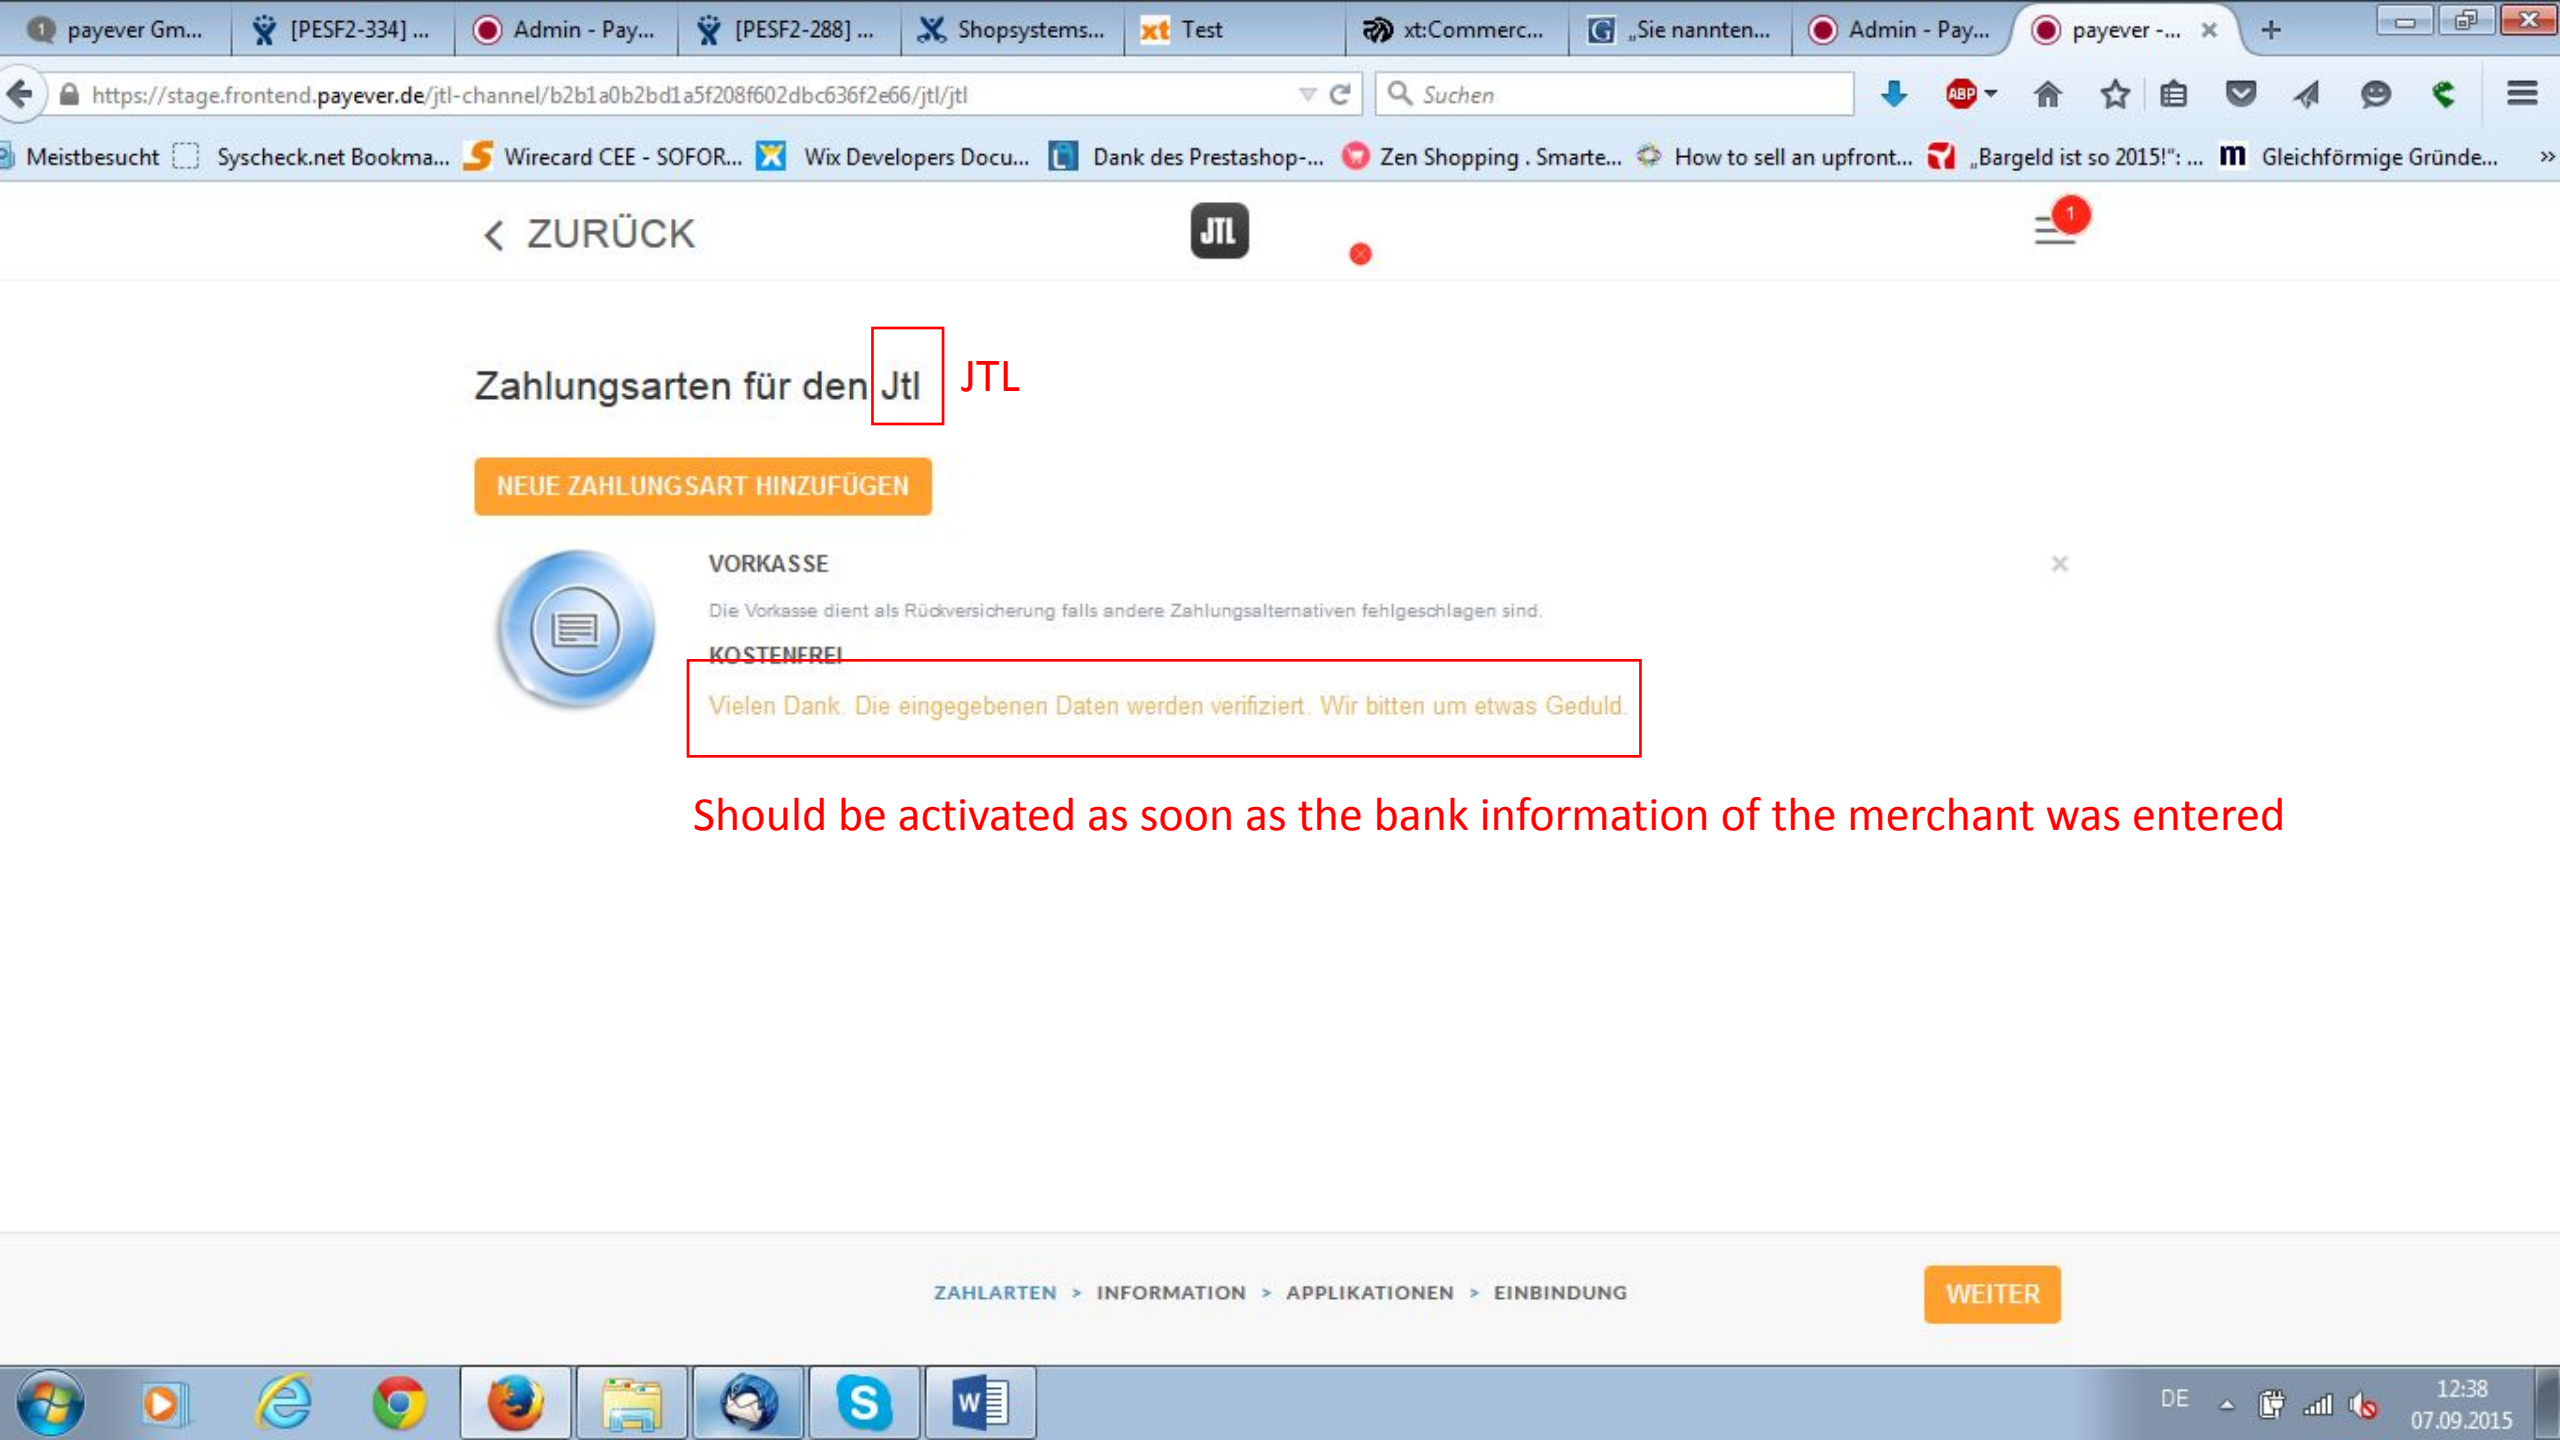 1 payever Gm... [PESF2-334] ... Admin - Pay... [PESF2-288] ... Shopsystems... xt Test xt:Commerc... G „Sie nannten... Admin - Pay... payever -... × +
https://stage.frontend.payever.de/jtl-channel/b2b1a0b2bd1a5f208f602dbc636f2e66/jtl/jtl Suchen ABP
Meistbesucht Syscheck.net Bookma... Wirecard CEE - SOFOR... Wix Developers Docu... Dank des Prestashop-... Zen Shopping . Smarte... How to sell an upfront... „Bargeld ist so 2015!“: ... m Gleichförmige Gründe... »
< ZURÜCK JTL 1
Zahlungsarten für den Jtl JTL
NEUE ZAHLUNGSART HINZUFÜGEN
VORKASSE ×
Die Vorkasse dient als Rückversicherung falls andere Zahlungsalternativen fehlgeschlagen sind.
KOSTENFREI
Vielen Dank. Die eingegebenen Daten werden verifiziert. Wir bitten um etwas Geduld.
Should be activated as soon as the bank information of the merchant was entered
ZAHLARTEN > INFORMATION > APPLIKATIONEN > EINBINDUNG WEITER
S W DE 12:38
07.09.2015